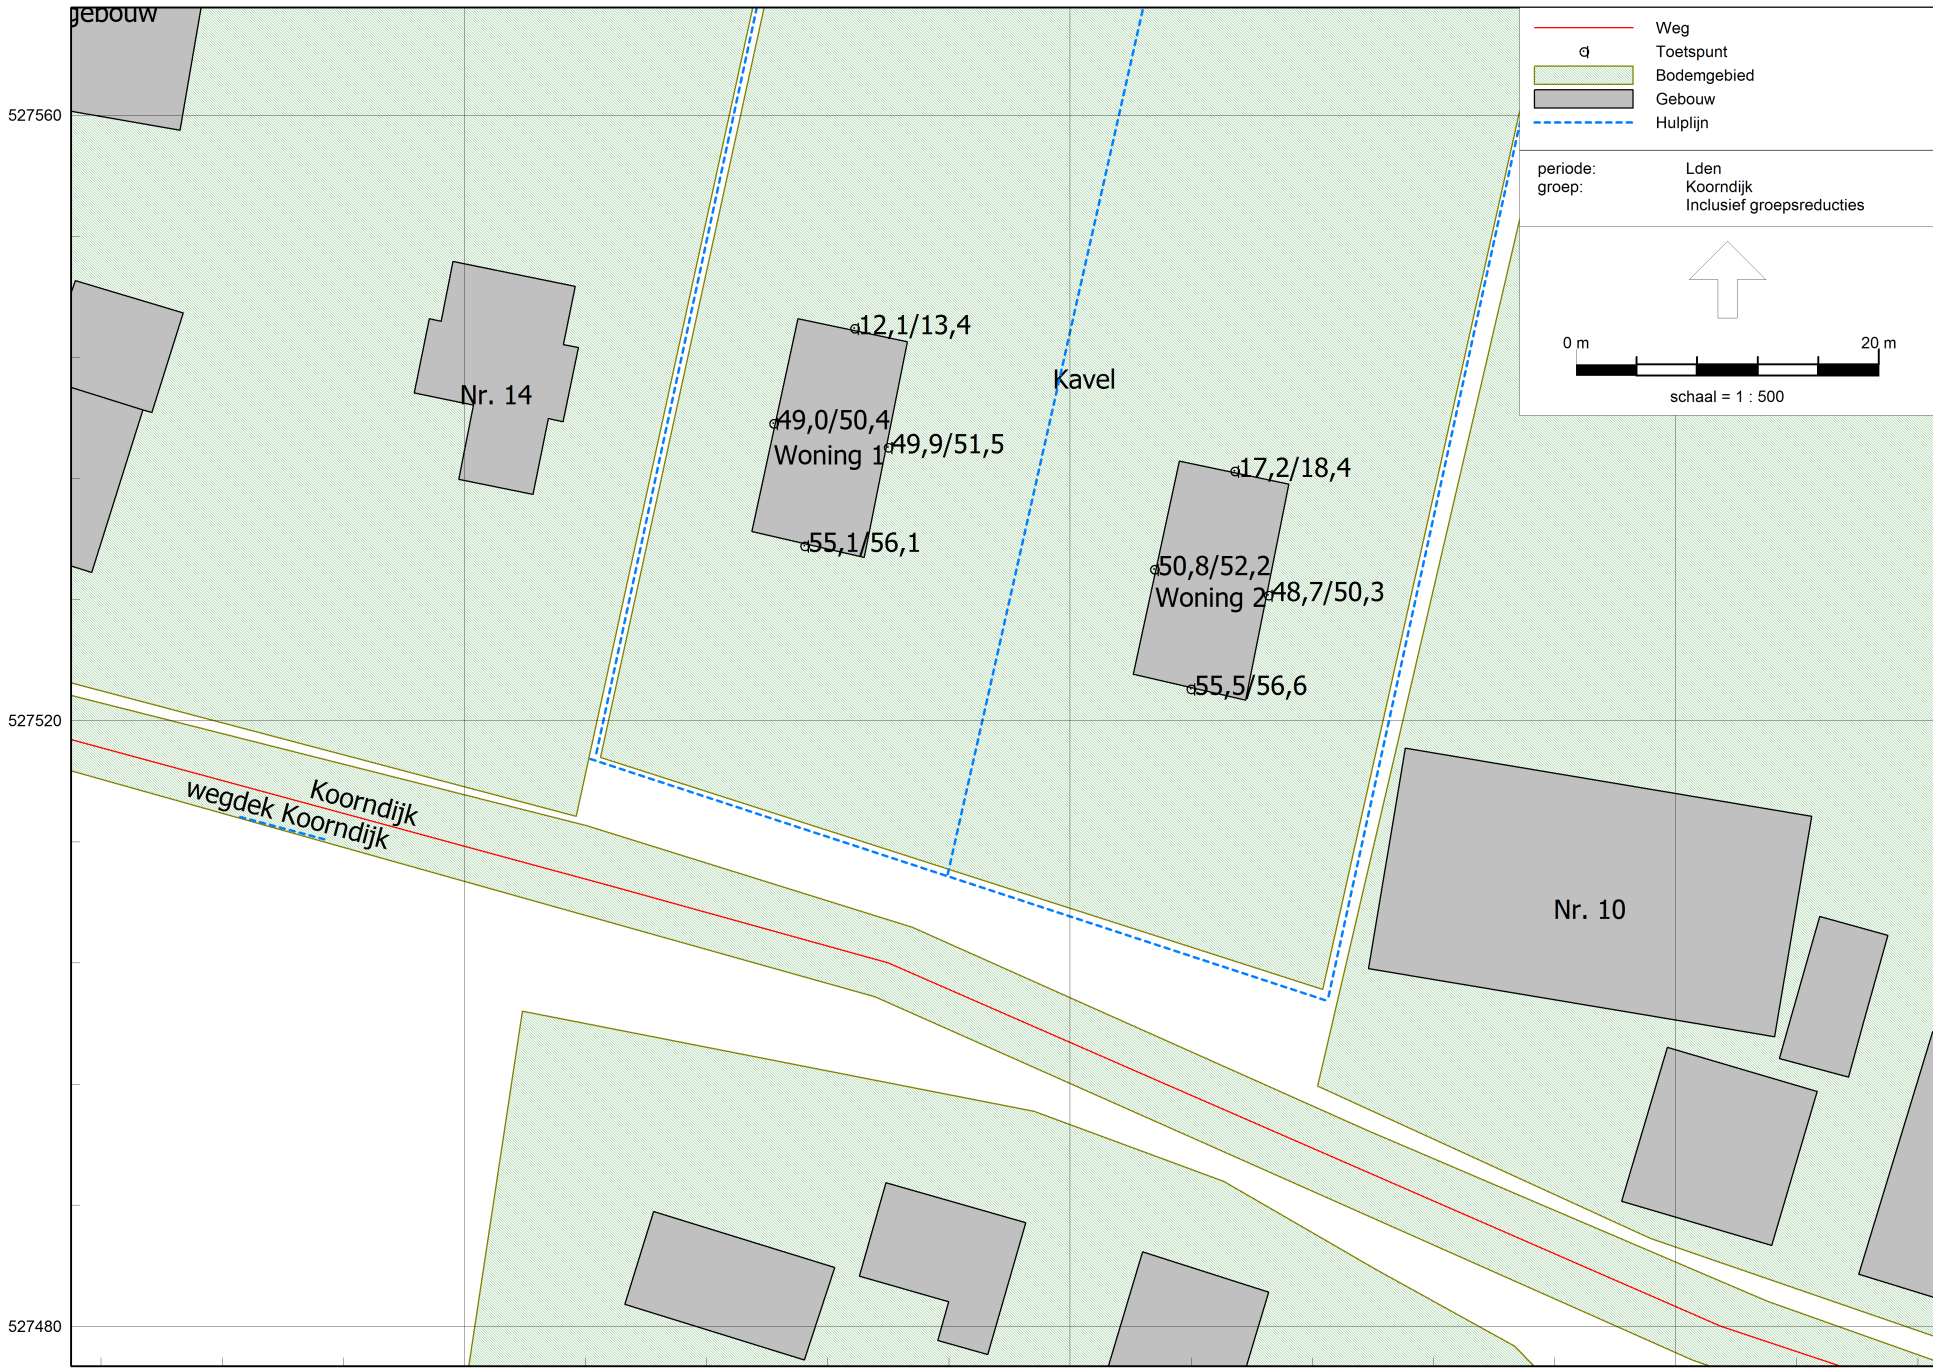 gebouw
Weg
Toetspunt
Bodemgebied
Gebouw
Hulplijn
periode: Lden
groep: Koorndijk
Inclusief groepsreducties
0 m 20 m
schaal = 1 : 500
527560
12,1/13,4
Kavel
Nr. 14
49,0/50,4
49,9/51,5
Woning 1
17,2/18,4
55,1/56,1
50,8/52,2
48,7/50,3
Woning 2
55,5/56,6
527520
Koorndijk
wegdek Koorndijk
Nr. 10
527480